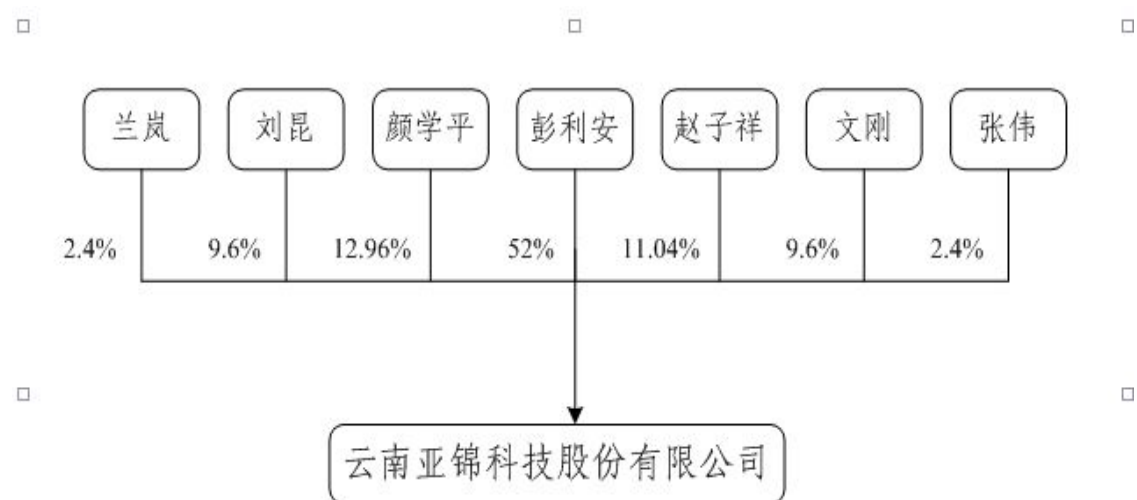 兰岚 刘昆 颜学平 彭利安 赵子祥 文刚 张伟
2.4% 9.6% 12.96% 52% 11.04% 9.6% 2.4%
云南亚锦科技股份有限公司